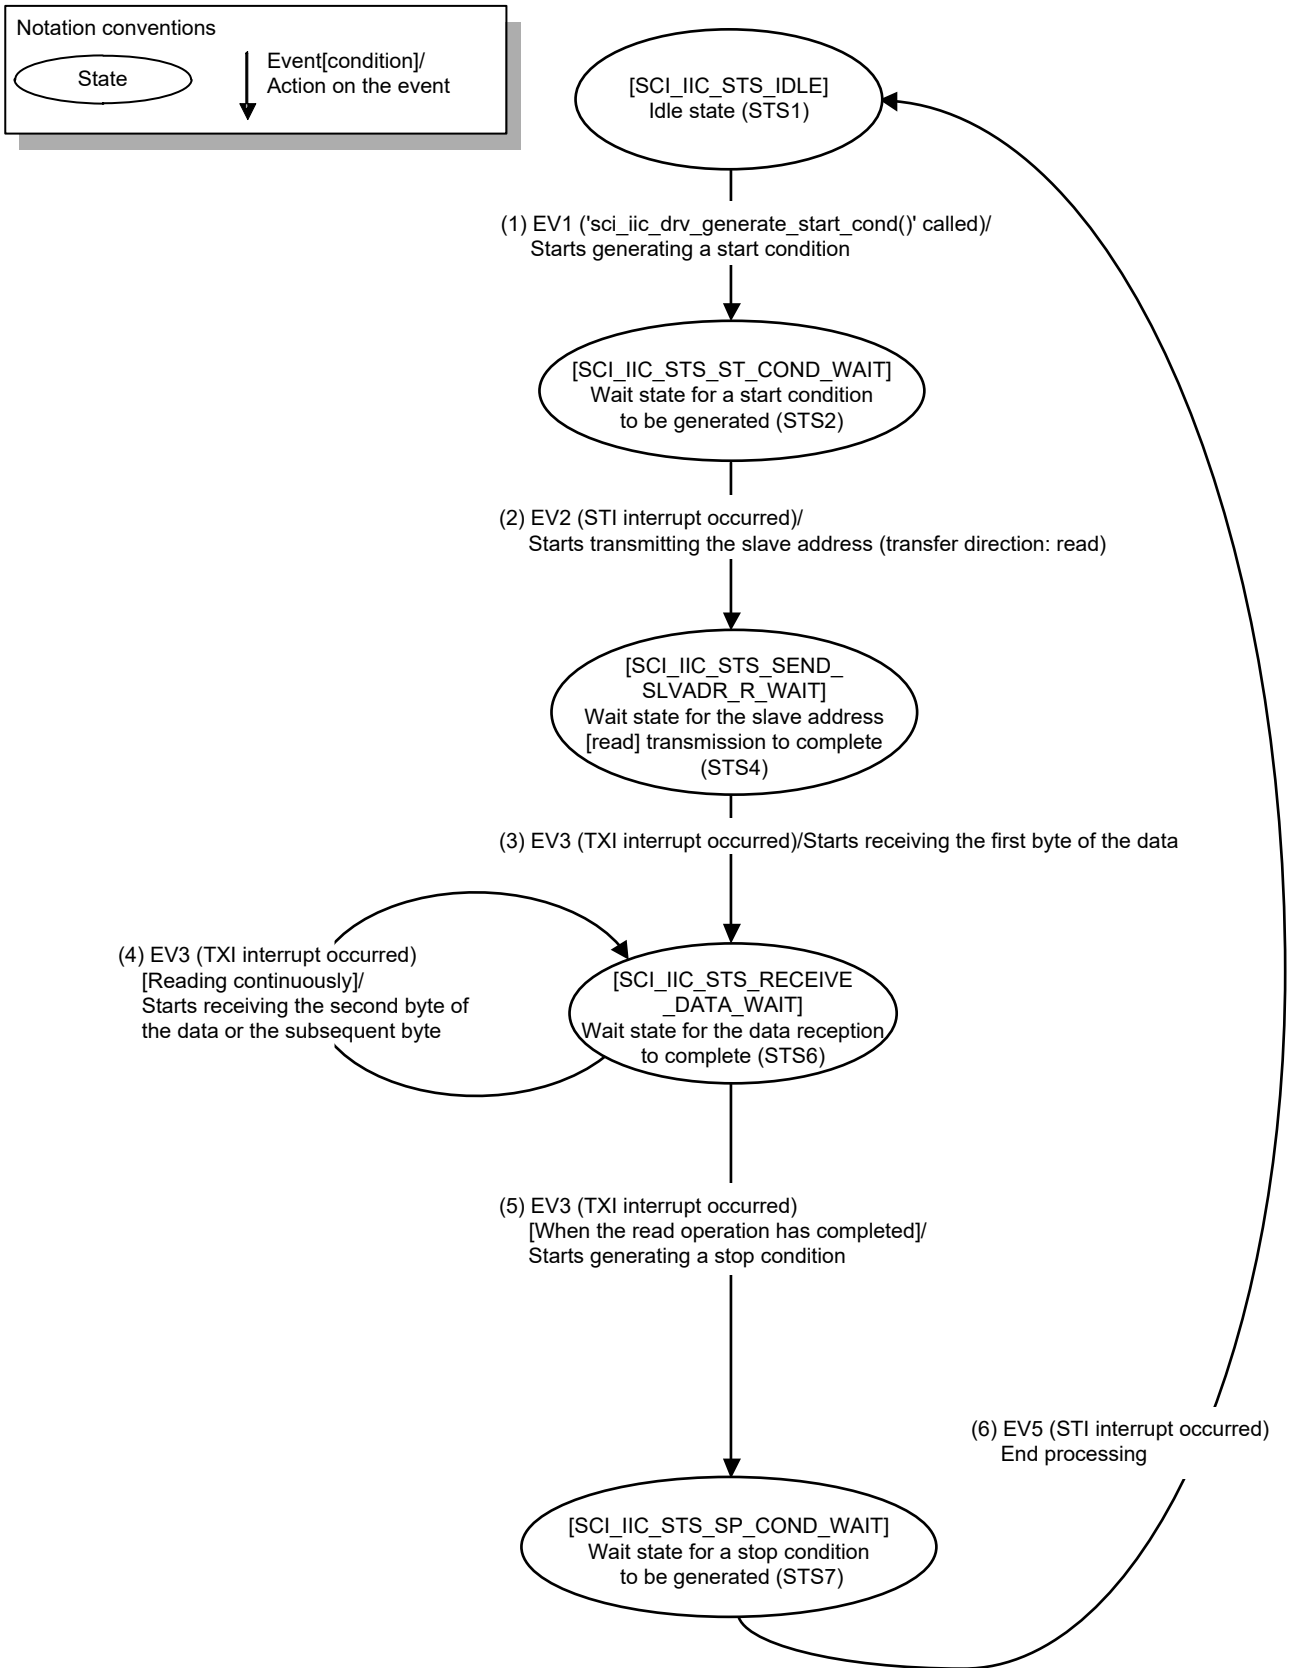 Notation conventions
State
Event[condition]/
Action on the event
[SCI_IIC_STS_IDLE]
Idle state (STS1)
(1) EV1 ('sci_iic_drv_generate_start_cond()' called)/
Starts generating a start condition
[SCI_IIC_STS_ST_COND_WAIT]
Wait state for a start condition
to be generated (STS2)
(2) EV2 (STI interrupt occurred)/
Starts transmitting the slave address (transfer direction: read)
[SCI_IIC_STS_SEND_
SLVADR_R_WAIT]
Wait state for the slave address
[read] transmission to complete
(STS4)
(3) EV3 (TXI interrupt occurred)/Starts receiving the first byte of the data
(4) EV3 (TXI interrupt occurred)
[Reading continuously]/
Starts receiving the second byte of
the data or the subsequent byte
[SCI_IIC_STS_RECEIVE
_DATA_WAIT]
Wait state for the data reception
to complete (STS6)
(5) EV3 (TXI interrupt occurred)
[When the read operation has completed]/
Starts generating a stop condition
(6) EV5 (STI interrupt occurred)
End processing
[SCI_IIC_STS_SP_COND_WAIT]
Wait state for a stop condition
to be generated (STS7)